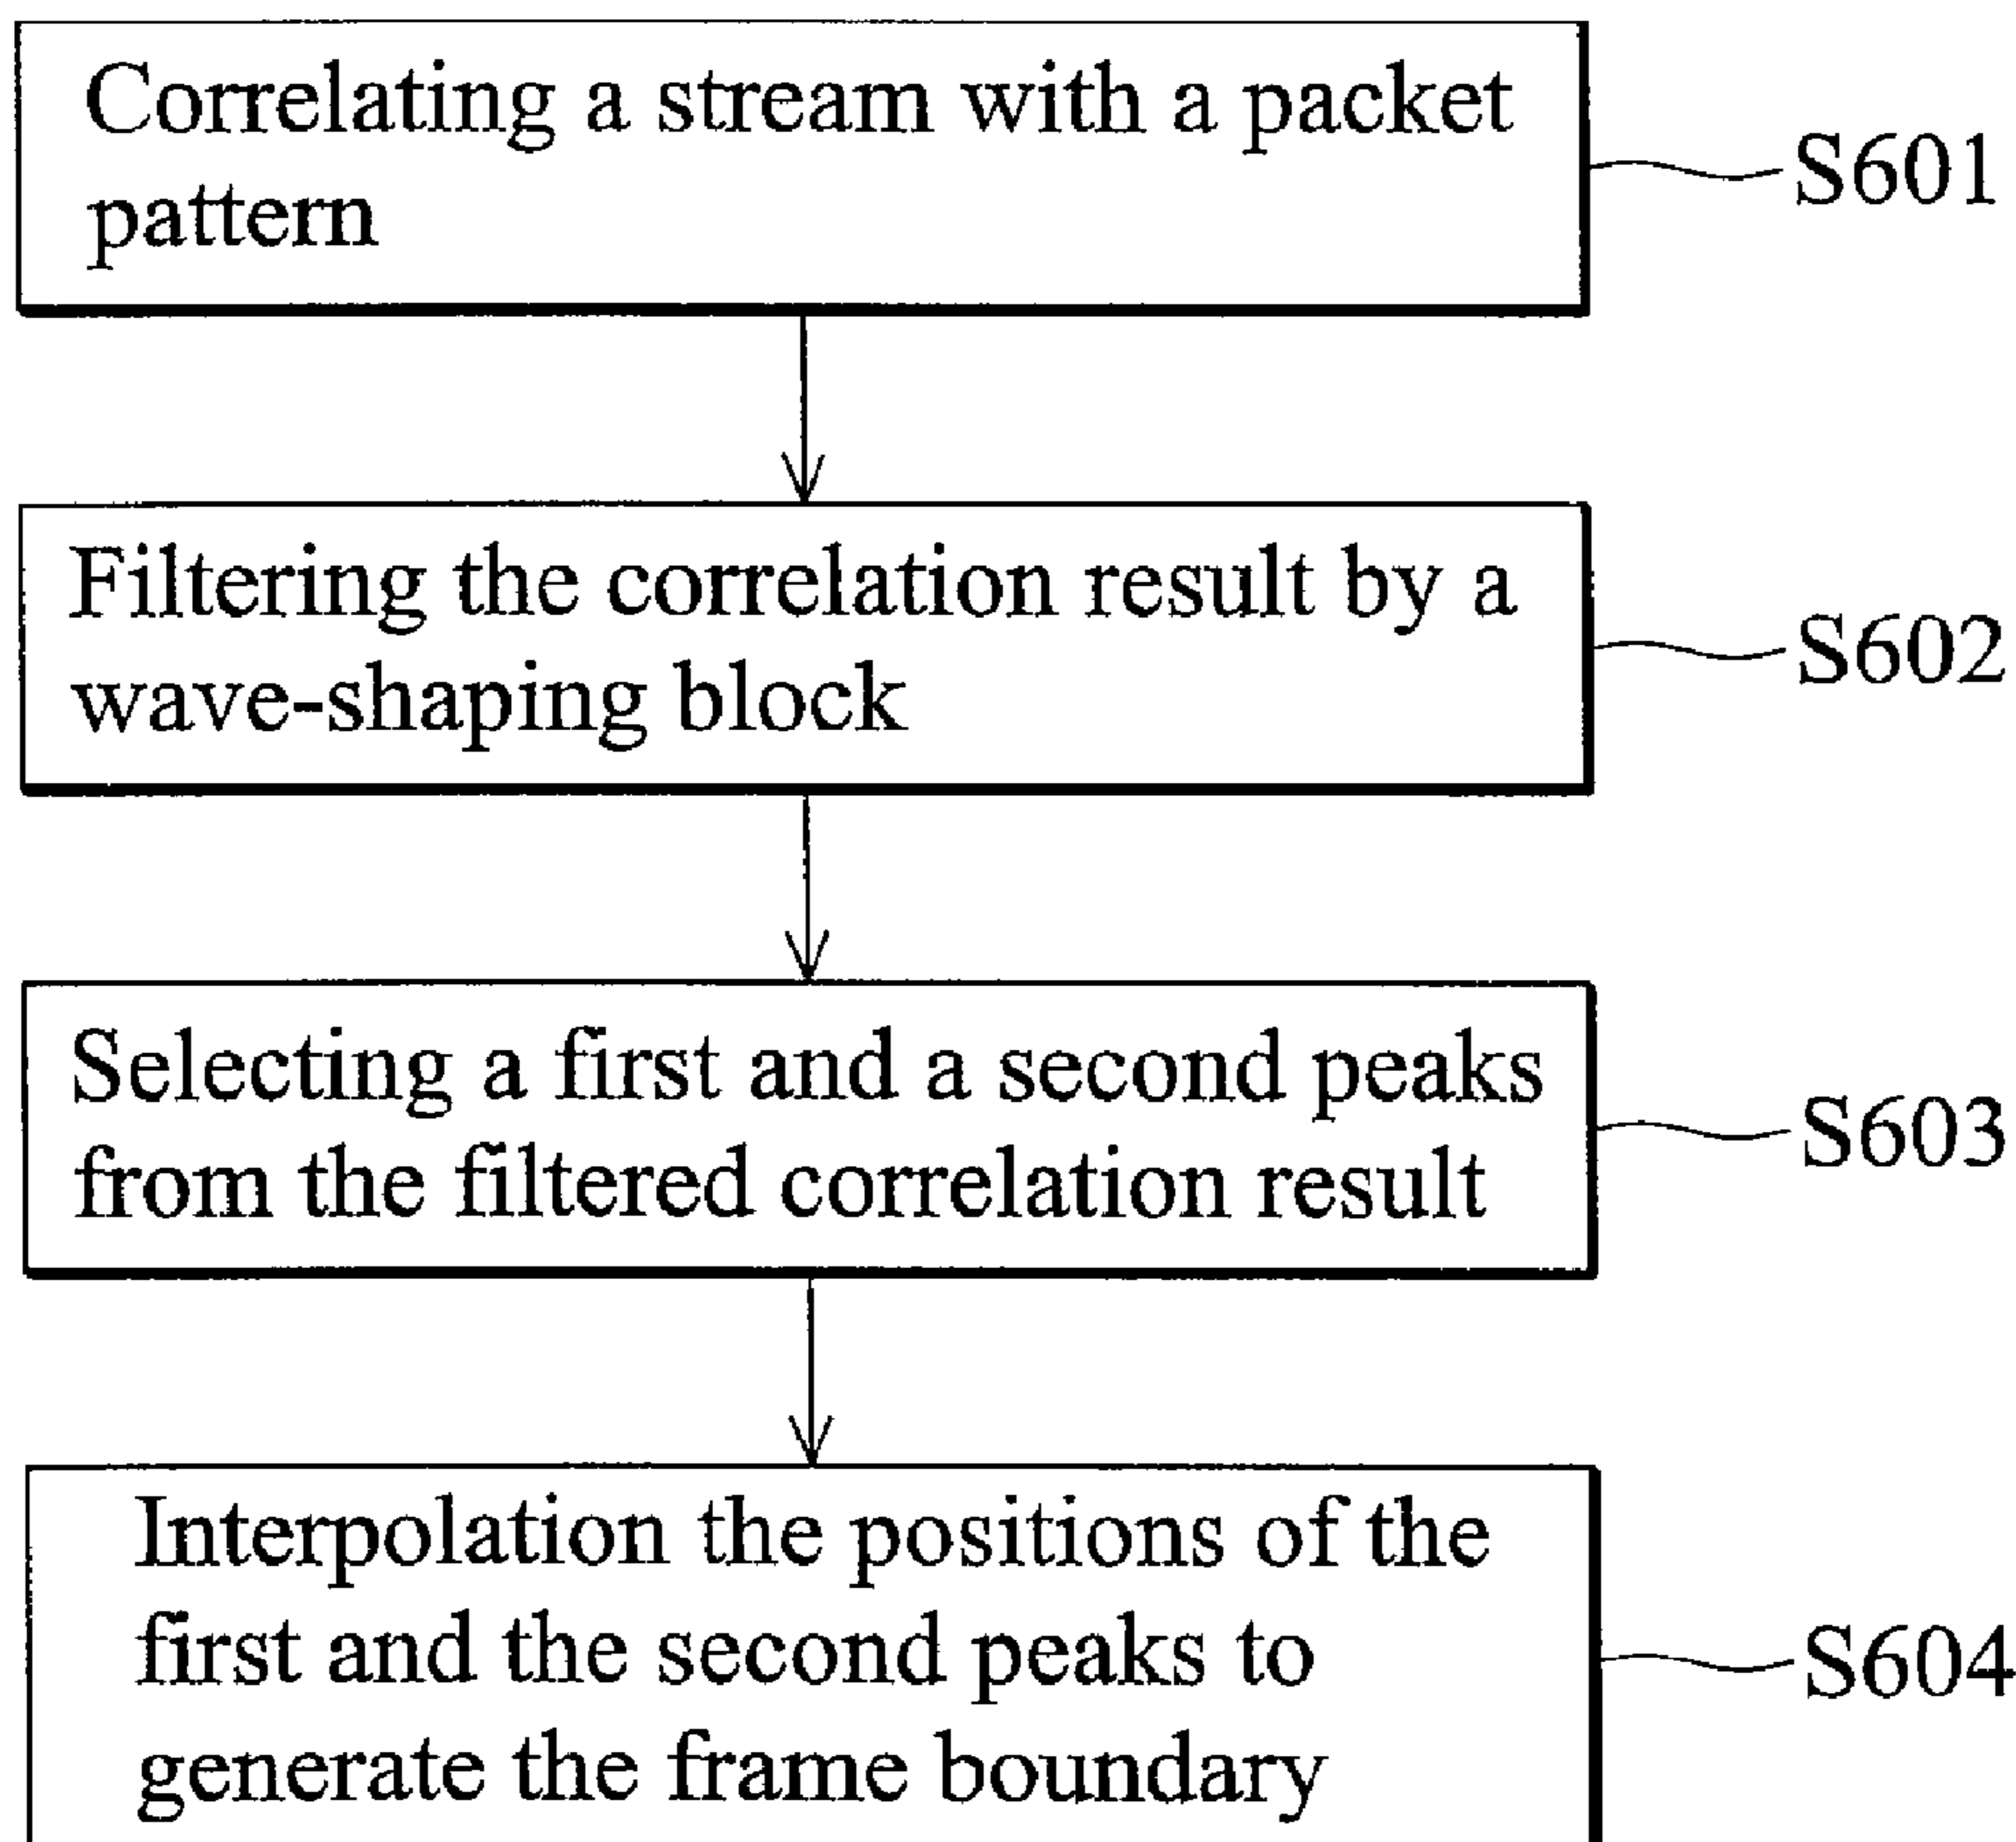 Correlating a stream with a packet
pattern
S601
Filtering the correlation result by a
wave-shaping block
S602
Selecting a first and a second peaks
from the filtered correlation result
S603
Interpolation the positions of the
first and the second peaks to
generate the frame boundary
S604